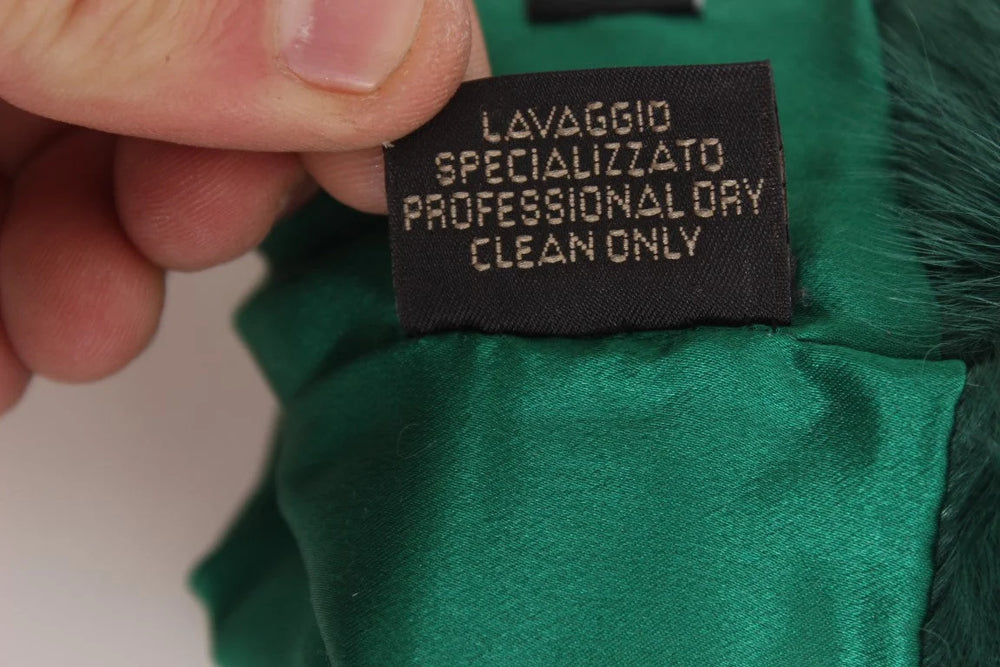 LAVAGGIO
SPECIALIZZATO
PROFESSIONAL DRY
CLEAN ONLY